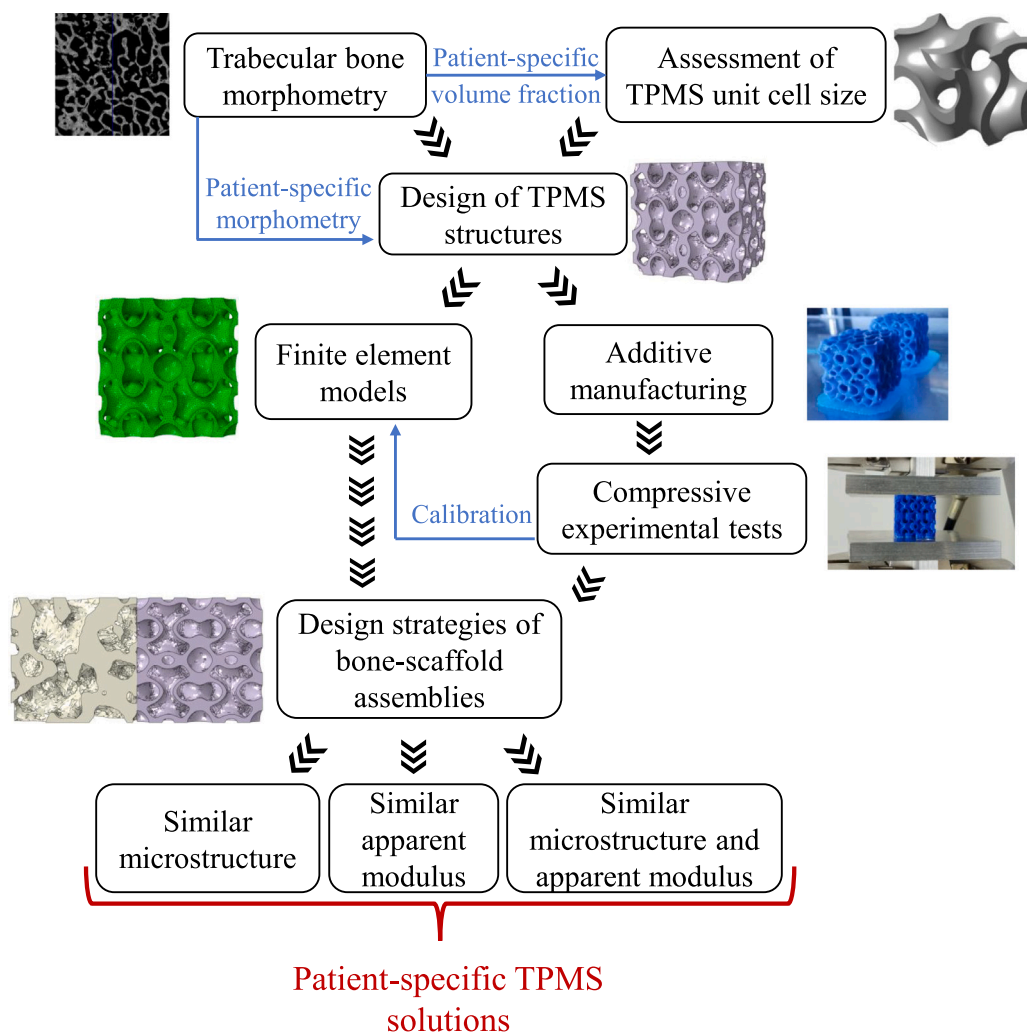 Trabecular bone
morphometry
Patient-specific
volume fraction
Assessment of
TPMS unit cell size
Patient-specific
morphometry
Design of TPMS
structures
Finite element
models
Additive
manufacturing
Calibration
Compressive
experimental tests
Design strategies of
bone-scaffold
assemblies
Similar
microstructure
Similar
apparent
modulus
Similar
microstructure and
apparent modulus
Patient-specific TPMS
solutions